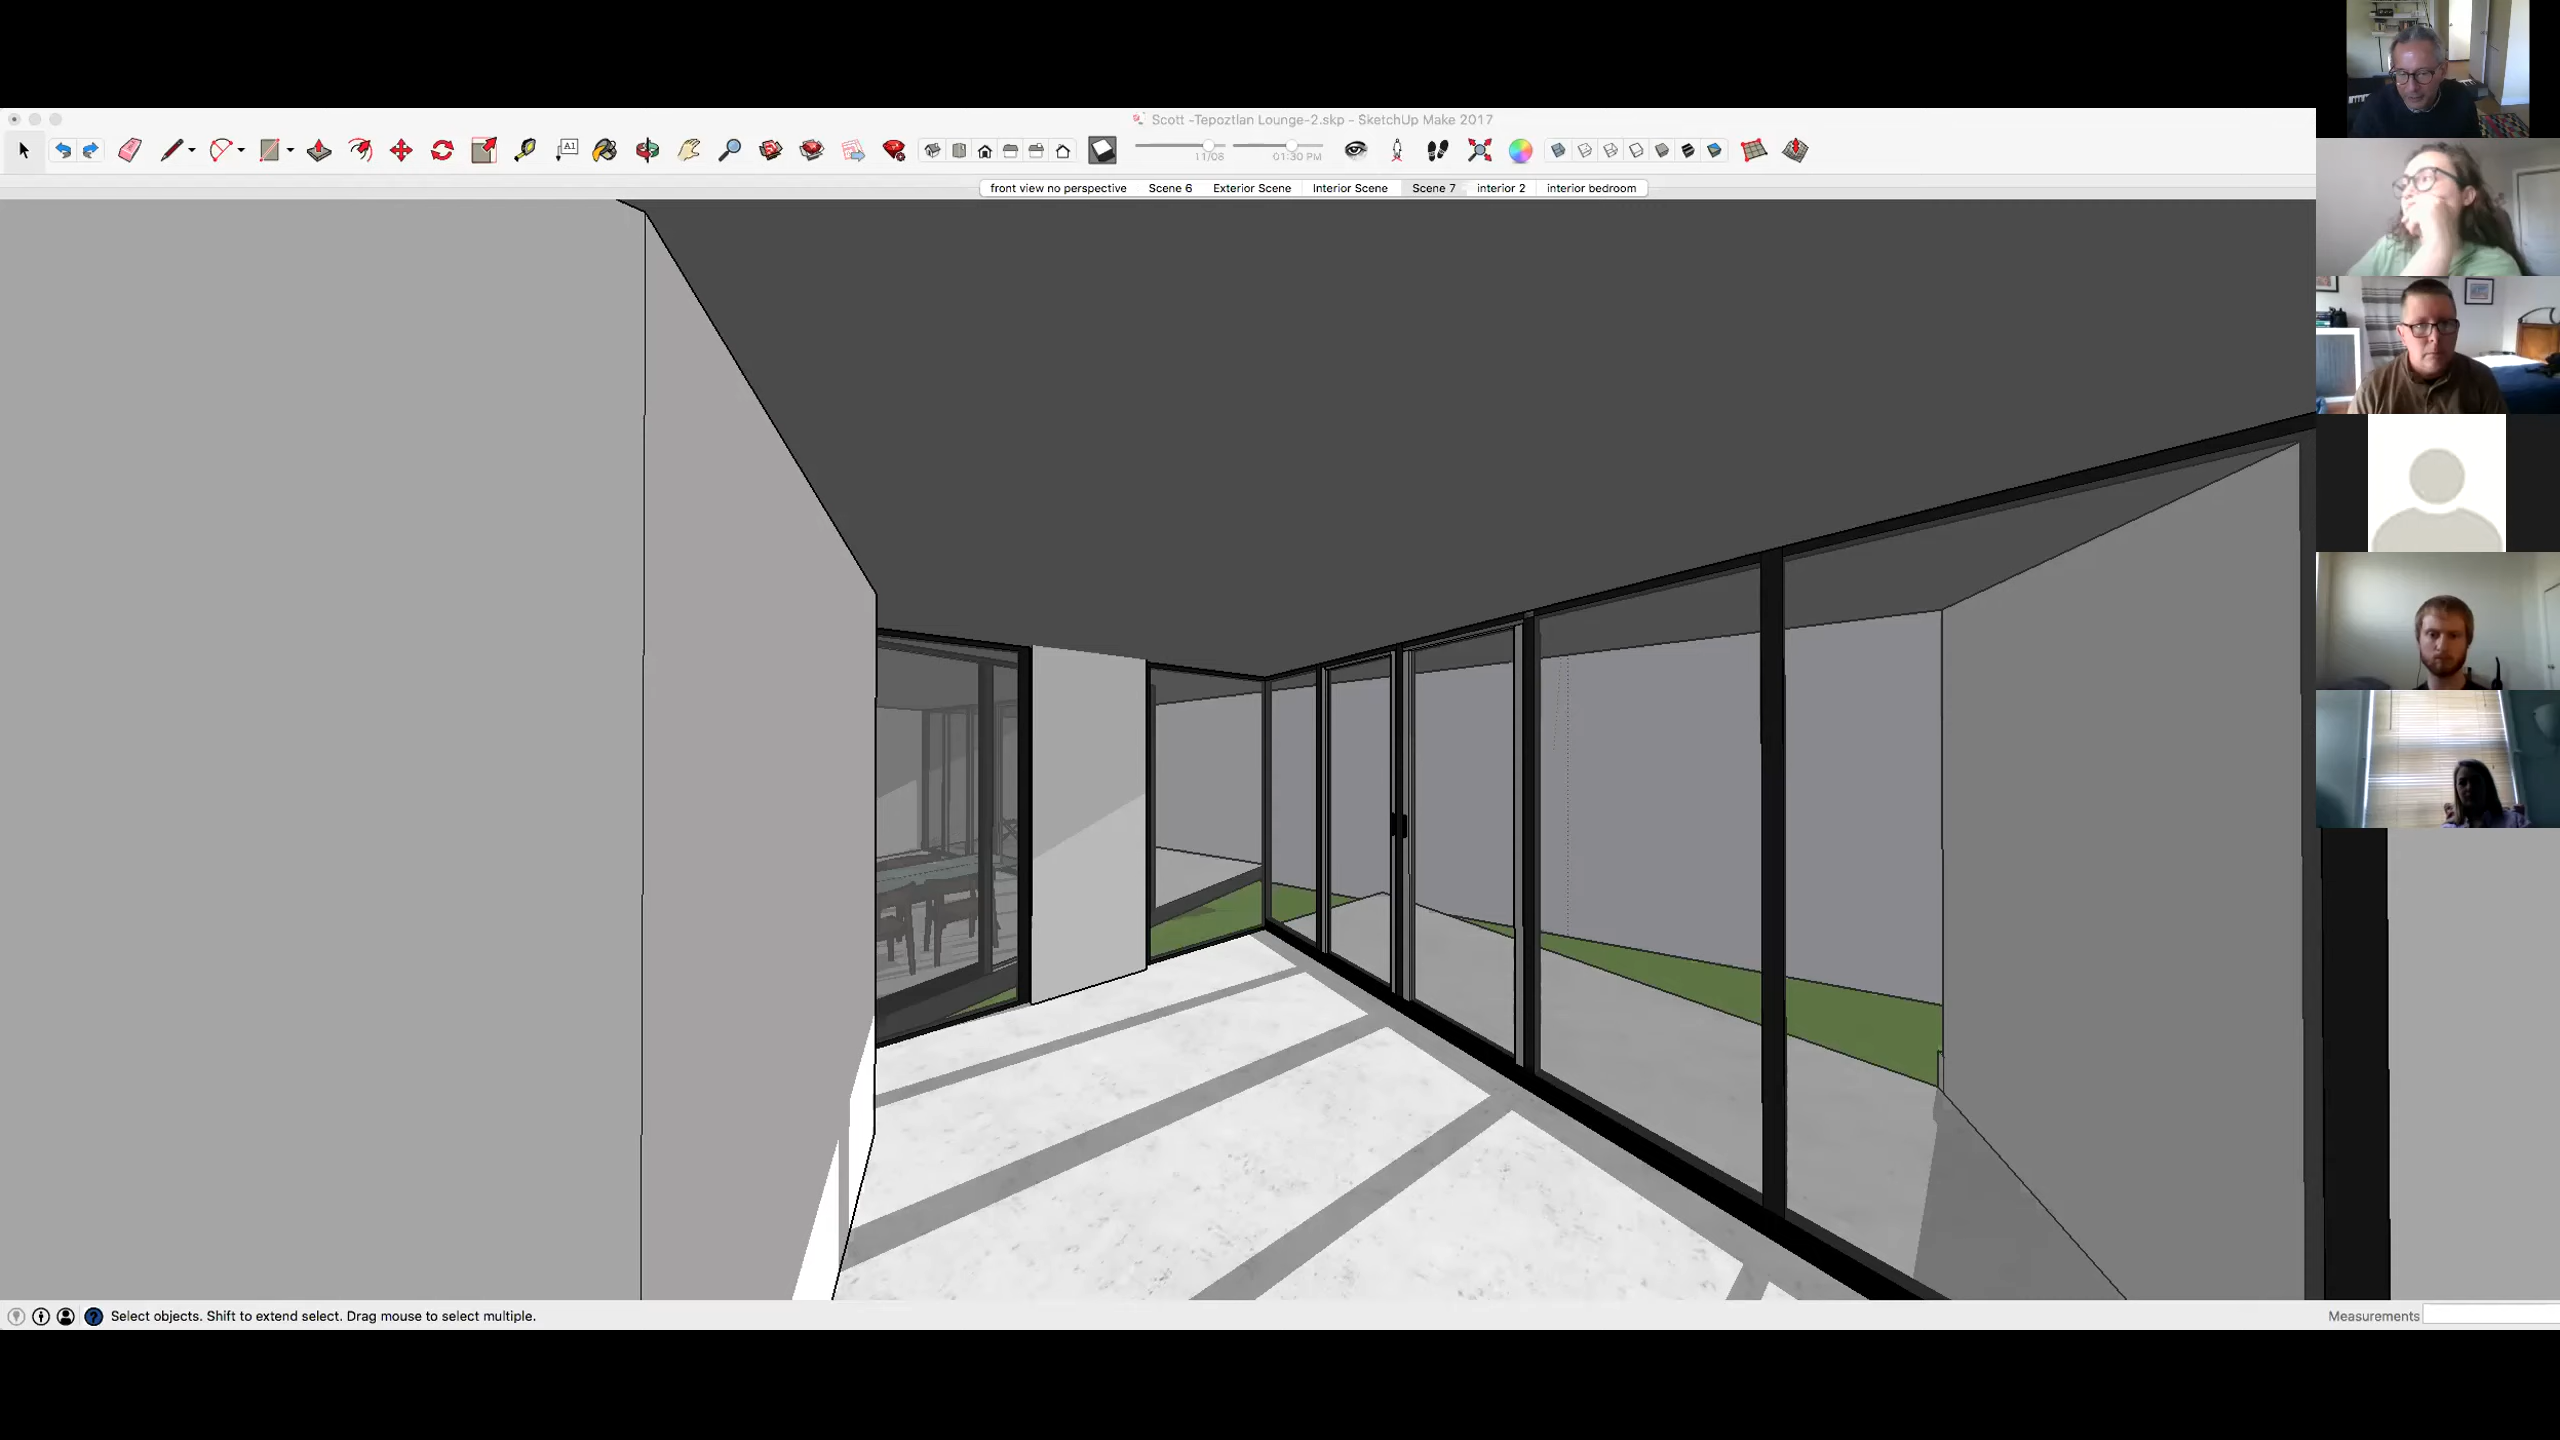 Scott -Tepoztlan Lounge-2.skp - SketchUp Make 2017
A1
11/08
01:30 PM
front view no perspective
Scene 6
Exterior Scene
Interior Scene
Scene 7
interior 2
interior bedroom
Select objects. Shift to extend select. Drag mouse to select multiple.
Measurements